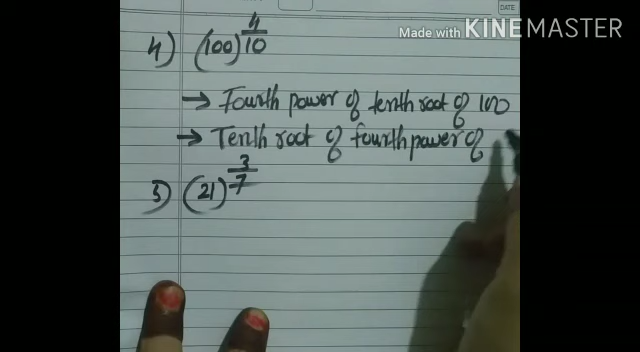 DATE:
Made with KINEMASTER
4) (100)^4/10
→ Fourth power of tenth root of 100
→ Tenth root of fourth power of
5) (21)^3/7